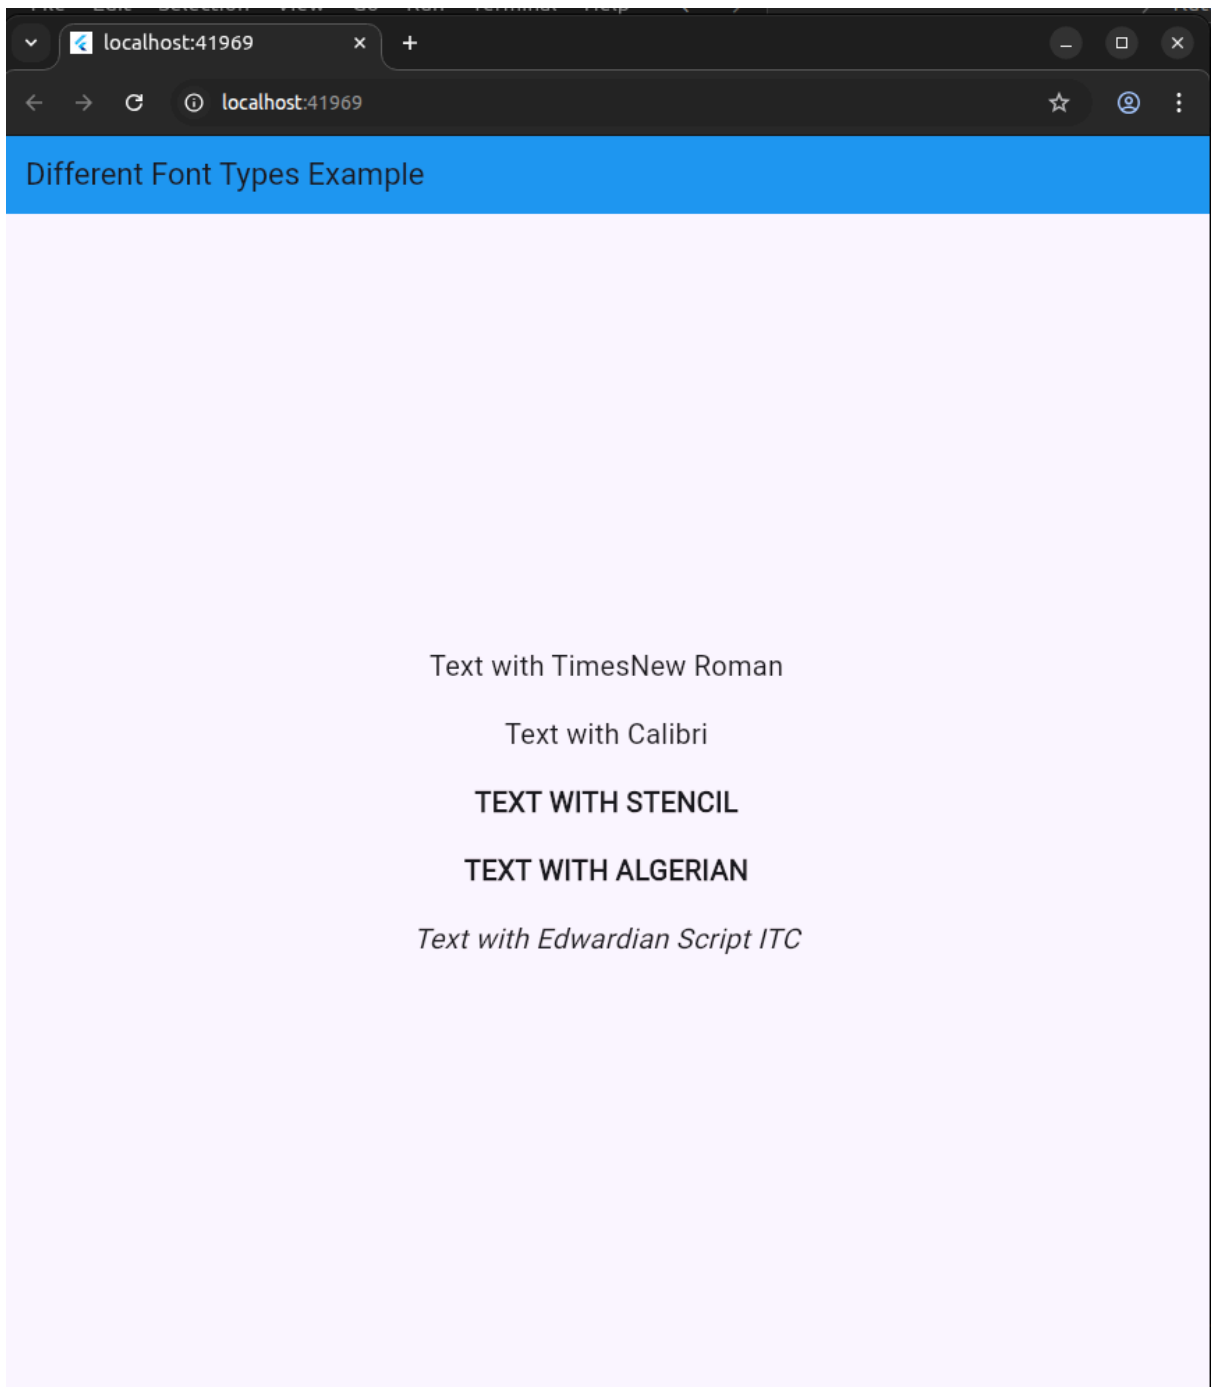 localhost:41969
localhost:41969
Different Font Types Example
Text with TimesNew Roman
Text with Calibri
TEXT WITH STENCIL
TEXT WITH ALGERIAN
Text with Edwardian Script ITC